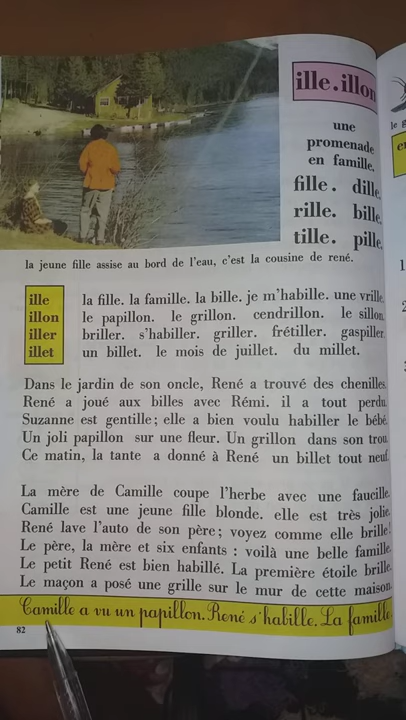 ille.illon
une
promenade
en famille.
fille. dille.
rille. bille.
tille. pille.
la jeune fille assise au bord de l'eau, c'est la cousine de rené.
ille la fille. la famille. la bille. je m'habille. une vrille.
illon le papillon. le grillon. cendrillon. le sillon.
iller briller. s'habiller. griller. frétiller. gaspiller.
illet un billet. le mois de juillet. du millet.
Dans le jardin de son oncle, René a trouvé des chenilles.
René a joué aux billes avec Rémi. il a tout perdu.
Suzanne est gentille; elle a bien voulu habiller le bébé.
Un joli papillon sur une fleur. Un grillon dans son trou.
Ce matin, la tante a donné à René un billet tout neuf.
La mère de Camille coupe l'herbe avec une faucille.
Camille est une jeune fille blonde. elle est très jolie.
René lave l'auto de son père; voyez comme elle brille!
Le père, la mère et six enfants : voilà une belle famille.
Le petit René est bien habillé. La première étoile brille.
Le maçon a posé une grille sur le mur de cette maison.
Camille a vu un papillon. René s'habille. La famille.
82
le
1
2
3